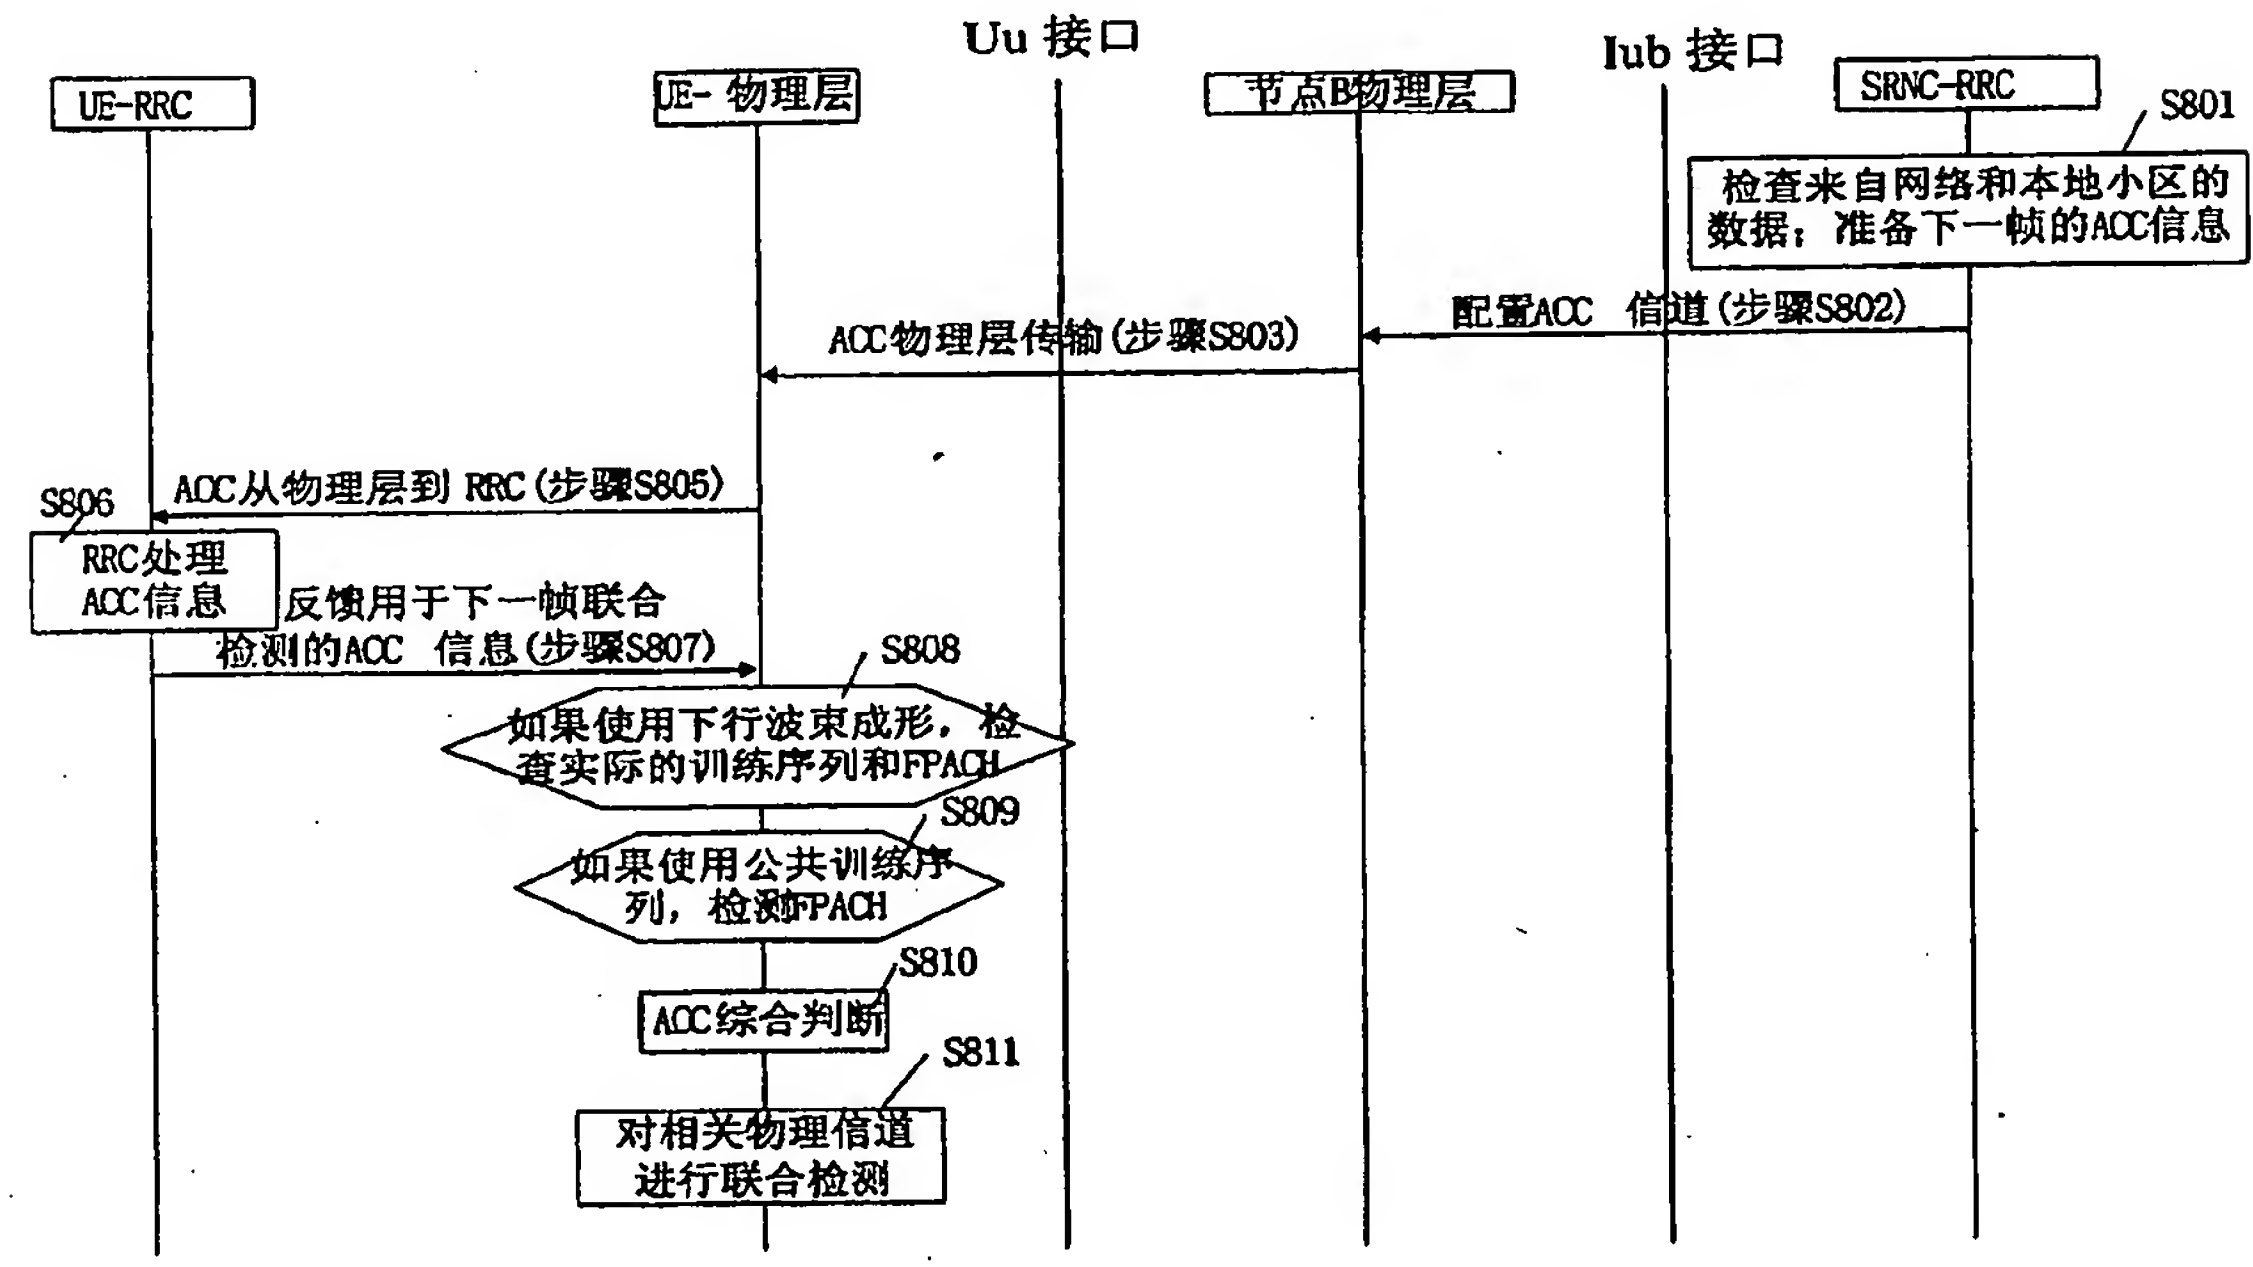 Uu 接口
Iub 接口
UE-RRC
UE- 物理层
节点B物理层
SRNC-RRC
S801
检查来自网络和本地小区的
数据；准备下一帧的ACC信息
配置ACC 信道(步骤S802)
ACC物理层传输(步骤S803)
ACC从物理层到 RRC(步骤S805)
S806
RRC处理
ACC信息
反馈用于下一帧联合
检测的ACC 信息(步骤S807)
S808
如果使用下行波束成形，检
查实际的训练序列和FPACH
S809
如果使用公共训练序
列，检测FPACH
S810
ACC综合判断
S811
对相关物理信道
进行联合检测